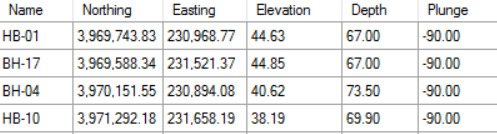 Name Northing Easting Elevation Depth Plunge
HB-01 3,969,743.83 230,968.77 44.63 67.00 -90.00
BH-17 3,969,588.34 231,521.37 44.85 67.00 -90.00
BH-04 3,970,151.55 230,894.08 40.62 73.50 -90.00
HB-10 3,971,292.18 231,658.19 38.19 69.90 -90.00